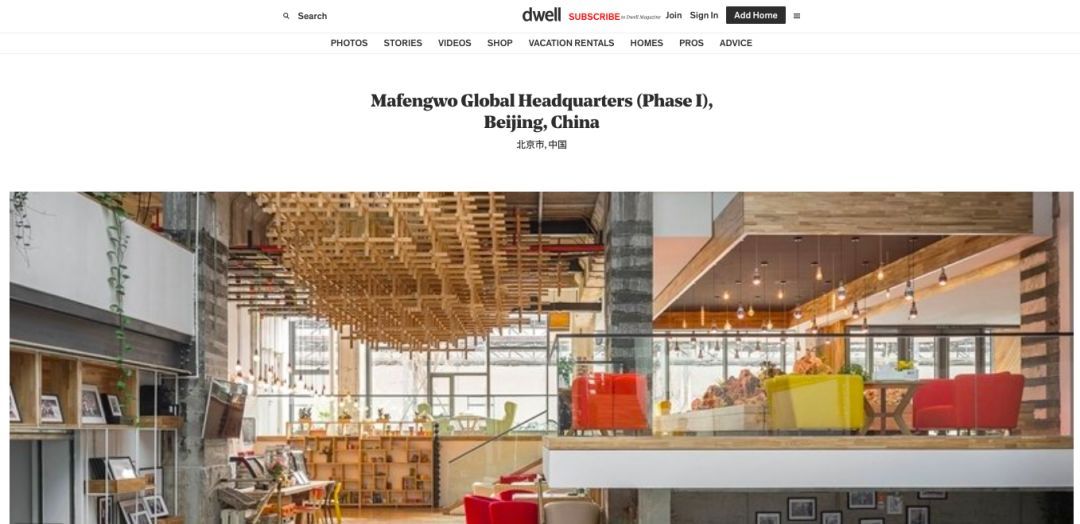 Search
dwell
SUBSCRIBE to Dwell Magazine
Join
Sign In
Add Home
PHOTOS STORIES VIDEOS SHOP VACATION RENTALS HOMES PROS ADVICE
Mafengwo Global Headquarters (Phase I),
Beijing, China
北京市, 中国